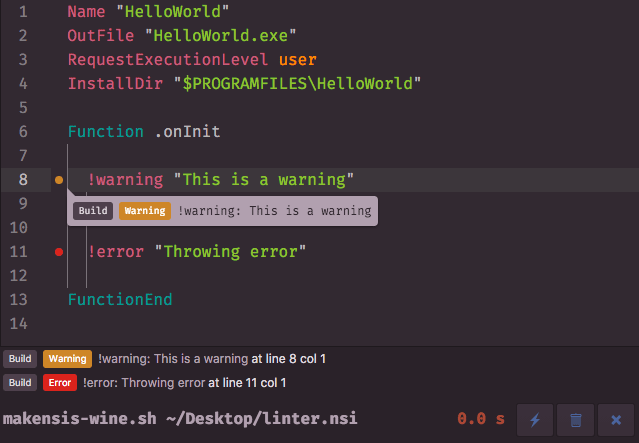 1 Name "HelloWorld"
2 OutFile "HelloWorld.exe"
3 RequestExecutionLevel user
4 InstallDir "$PROGRAMFILES\HelloWorld"
5
6 Function .onInit
7
8 !warning "This is a warning"
9 Build Warning !warning: This is a warning
10
11 !error "Throwing error"
12
13 FunctionEnd
14
Build Warning !warning: This is a warning at line 8 col 1
Build Error !error: Throwing error at line 11 col 1
makensis-wine.sh ~/Desktop/linter.nsi 0.0 s